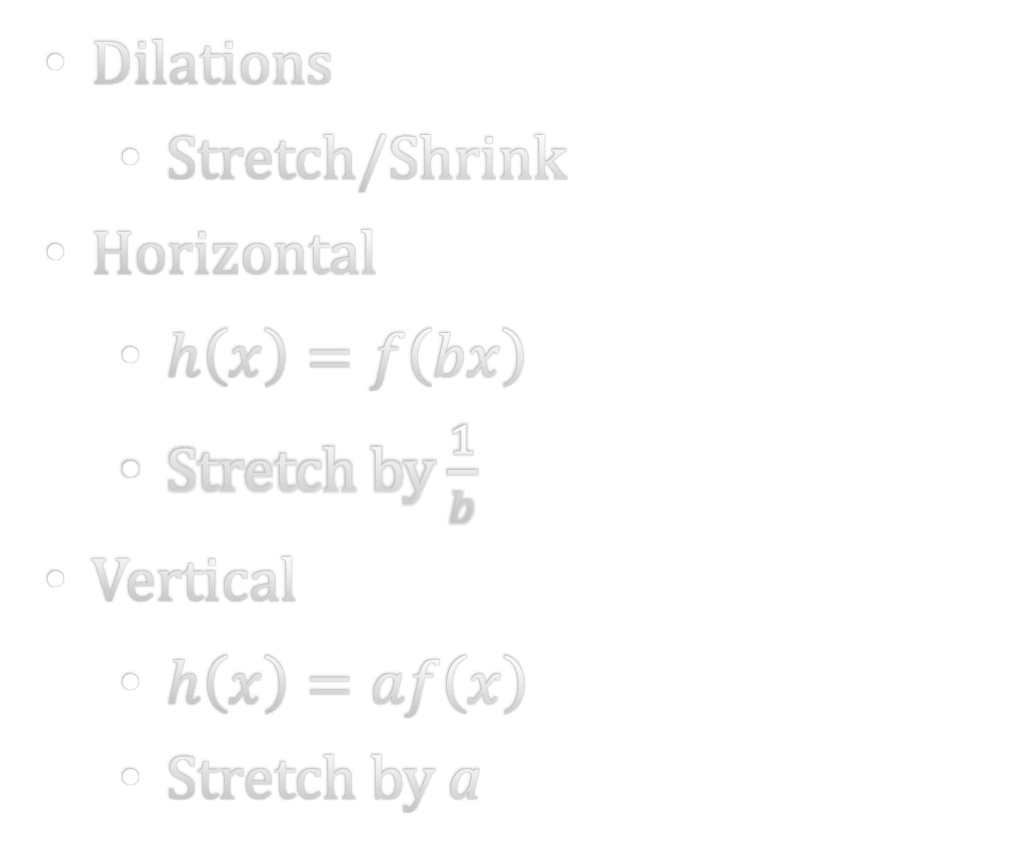 Dilations
Stretch/Shrink
Horizontal
h(x) = f(bx)
Stretch by 1/b
Vertical
h(x) = af(x)
Stretch by a